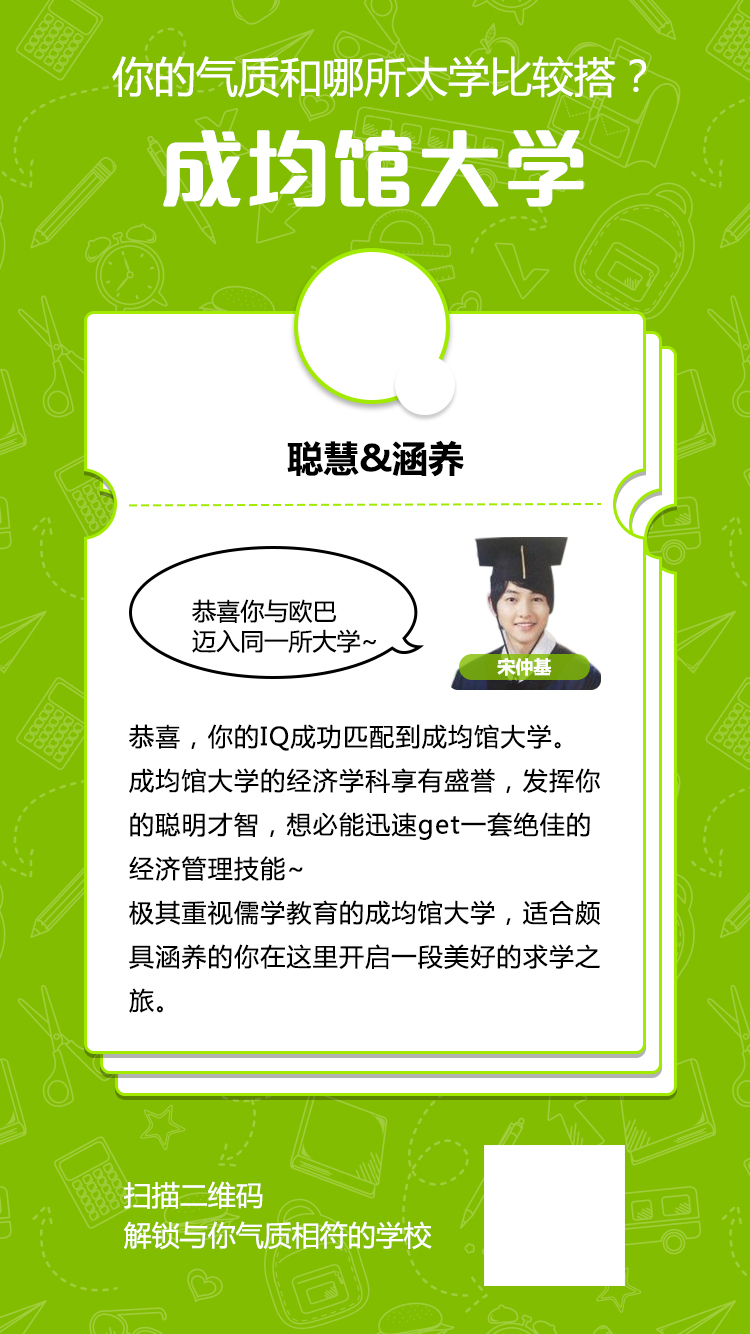 你的气质和哪所大学比较搭？
成均馆大学
聪慧&涵养
恭喜你与欧巴
迈入同一所大学~
宋仲基
恭喜，你的IQ成功匹配到成均馆大学。
成均馆大学的经济学科享有盛誉，发挥你
的聪明才智，想必能迅速get一套绝佳的
经济管理技能~
极其重视儒学教育的成均馆大学，适合颇
具涵养的你在这里开启一段美好的求学之
旅。
扫描二维码
解锁与你气质相符的学校